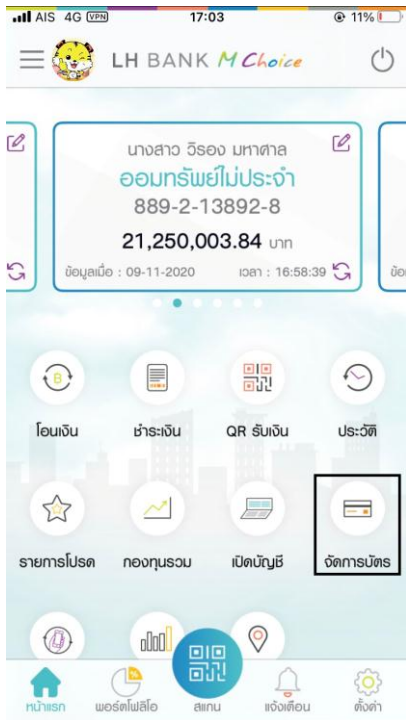 AIS 4G VPN 17:03 11%
LH BANK M Choice
นางสาว วิรอง มหาศาล
ออมทรัพย์ไม่ประจำ
889-2-13892-8
21,250,003.84 บาท
ข้อมูลเมื่อ : 09-11-2020 เวลา : 16:58:39
โอนเงิน ชำระเงิน QR รับเงิน ประวัติ
รายการโปรด กองทุนรวม เปิดบัญชี จัดการบัตร
หน้าแรก พอร์ตโฟลิโอ สแกน แจ้งเตือน ตั้งค่า